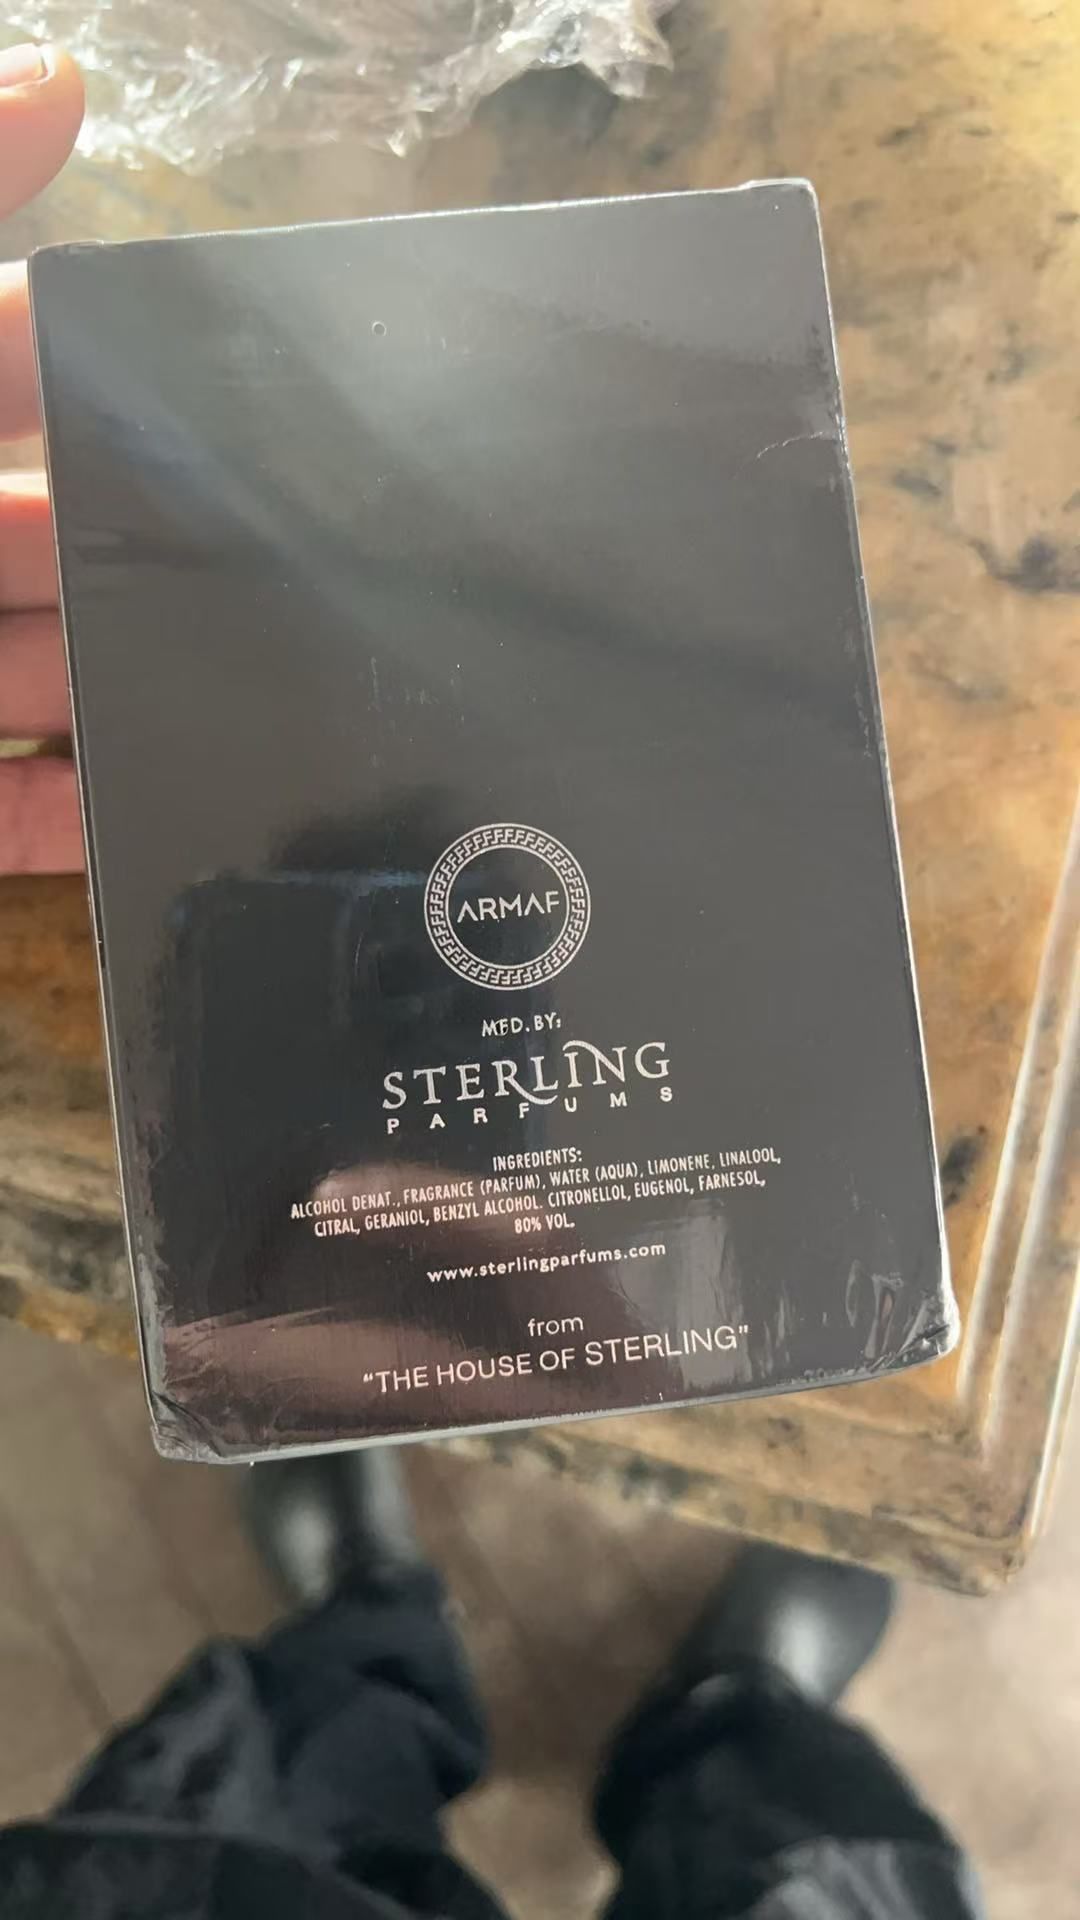 ARMAF
MFD.BY:
STERLING
PARFUMS
INGREDIENTS:
ALCOHOL DENAT., FRAGRANCE (PARFUM), WATER (AQUA), LIMONENE, LINALOOL,
CITRAL, GERANIOL, BENZYL ALCOHOL. CITRONELLOL, EUGENOL, FARNESOL,
80% VOL.
www.sterlingparfums.com
from
"THE HOUSE OF STERLING"